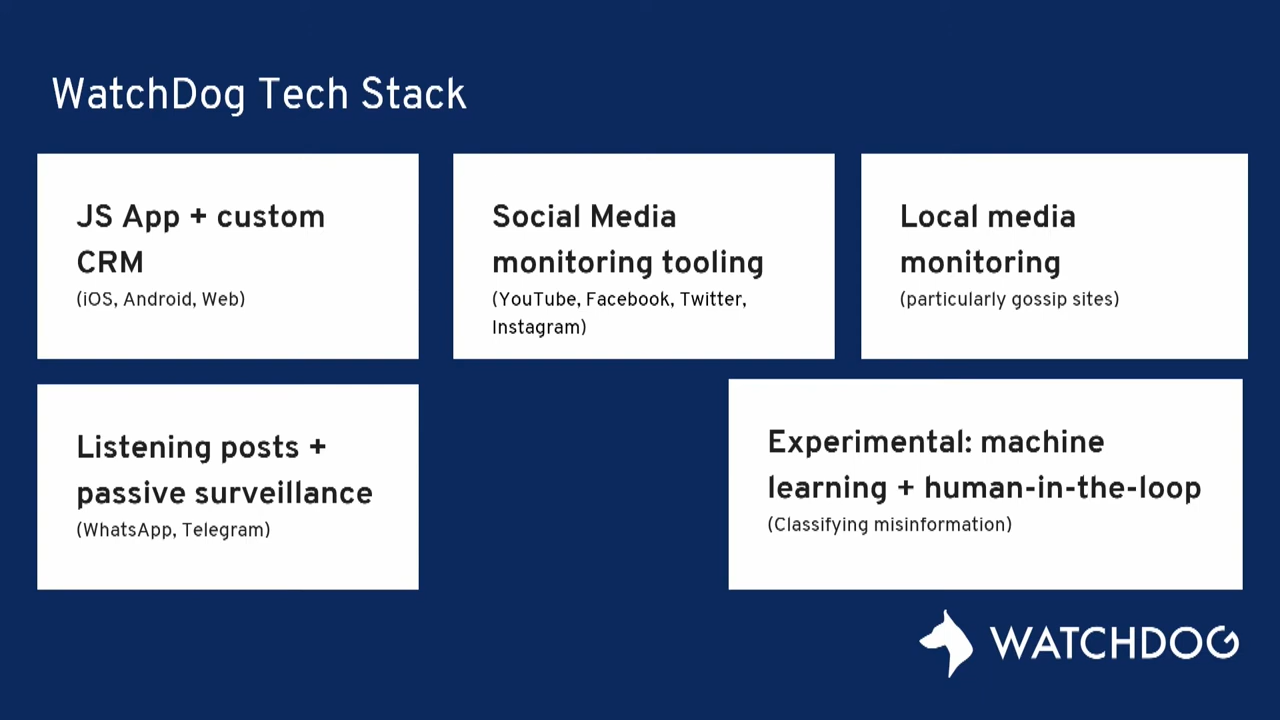 WatchDog Tech Stack
JS App + custom
CRM
(iOS, Android, Web)
Social Media
monitoring tooling
(YouTube, Facebook, Twitter,
Instagram)
Local media
monitoring
(particularly gossip sites)
Listening posts +
passive surveillance
(WhatsApp, Telegram)
Experimental: machine
learning + human-in-the-loop
(Classifying misinformation)
WATCHDOG